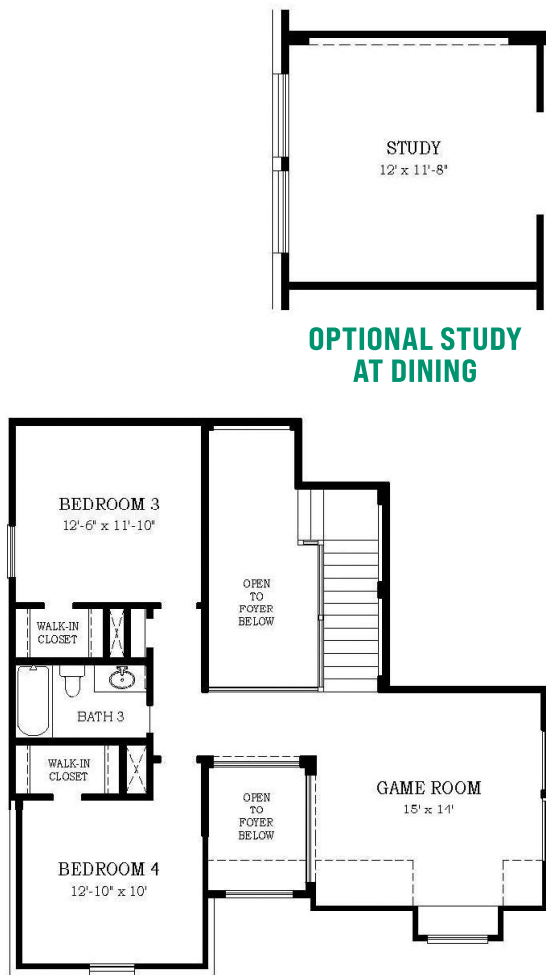 STUDY
12' x 11'-8"
OPTIONAL STUDY
AT DINING
BEDROOM 3
12'-6" x 11'-10"
OPEN
TO
FOYER
BELOW
WALK-IN
CLOSET
BATH 3
WALK-IN
CLOSET
OPEN
TO
FOYER
BELOW
GAME ROOM
15' x 14'
BEDROOM 4
12'-10" x 10'